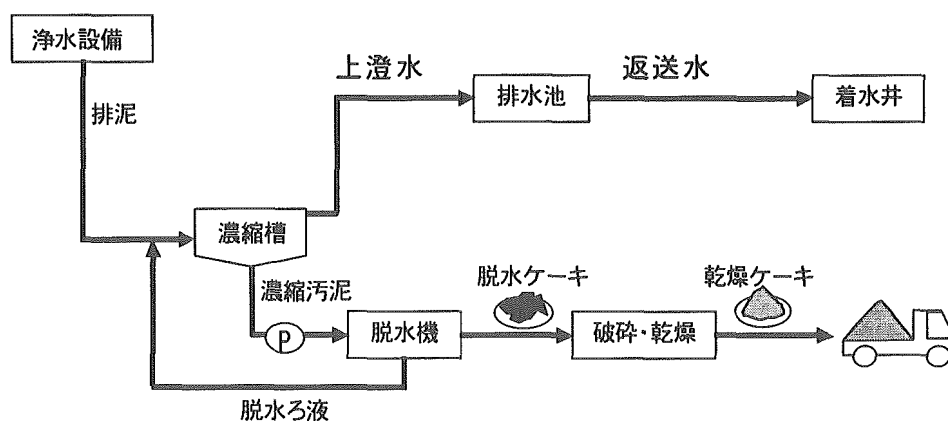 浄水設備
上澄水
返送水
排水池
着水井
排泥
濃縮槽
濃縮汚泥
脱水ケーキ
乾燥ケーキ
P
脱水機
破砕・乾燥
脱水ろ液